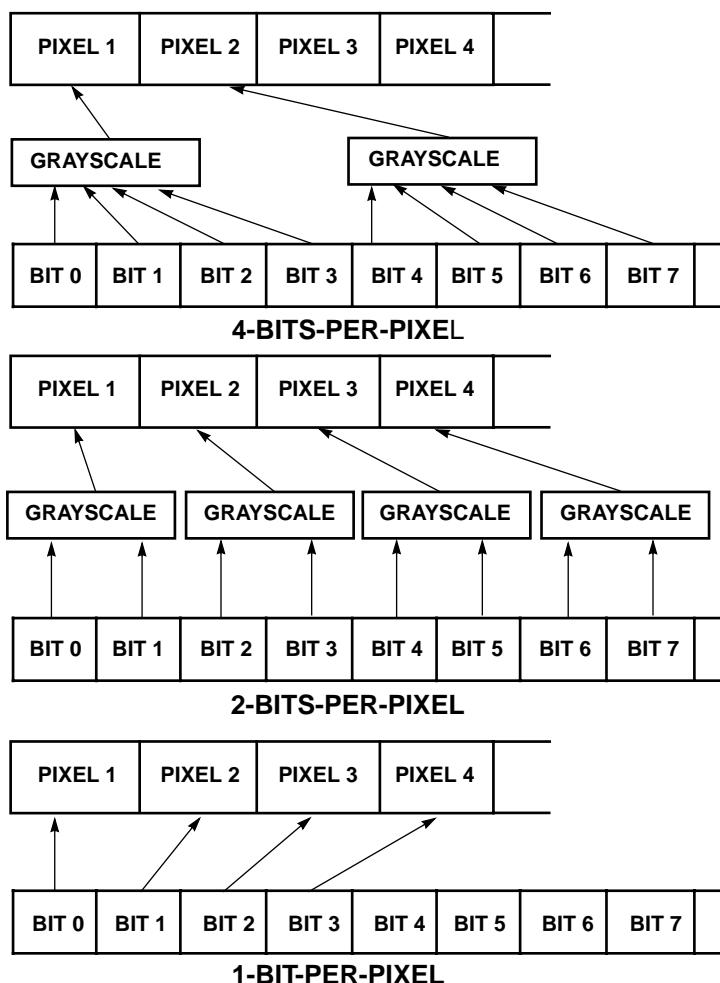 PIXEL 1 PIXEL 2 PIXEL 3 PIXEL 4
GRAYSCALE GRAYSCALE
BIT 0 BIT 1 BIT 2 BIT 3 BIT 4 BIT 5 BIT 6 BIT 7
4-BITS-PER-PIXEL
PIXEL 1 PIXEL 2 PIXEL 3 PIXEL 4
GRAYSCALE GRAYSCALE GRAYSCALE GRAYSCALE
BIT 0 BIT 1 BIT 2 BIT 3 BIT 4 BIT 5 BIT 6 BIT 7
2-BITS-PER-PIXEL
PIXEL 1 PIXEL 2 PIXEL 3 PIXEL 4
BIT 0 BIT 1 BIT 2 BIT 3 BIT 4 BIT 5 BIT 6 BIT 7
1-BIT-PER-PIXEL